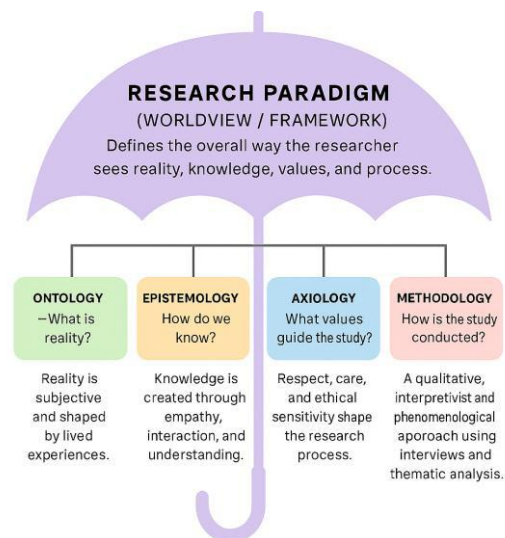 RESEARCH PARADIGM
(WORLDVIEW / FRAMEWORK)
Defines the overall way the researcher
sees reality, knowledge, values, and process.
ONTOLOGY
—What is
reality?
Reality is
subjective
and shaped
by lived
experiences.
EPISTEMOLOGY
How do we
know?
Knowledge is
created through
empathy,
interaction, and
understanding.
AXIOLOGY
What values
guide the study?
Respect, care,
and ethical
sensitivity shape
the research
process.
METHODOLOGY
How is the study
conducted?
A qualitative,
interpretivist and
phenomenological
aporoach using
interviews and
thematic analysis.